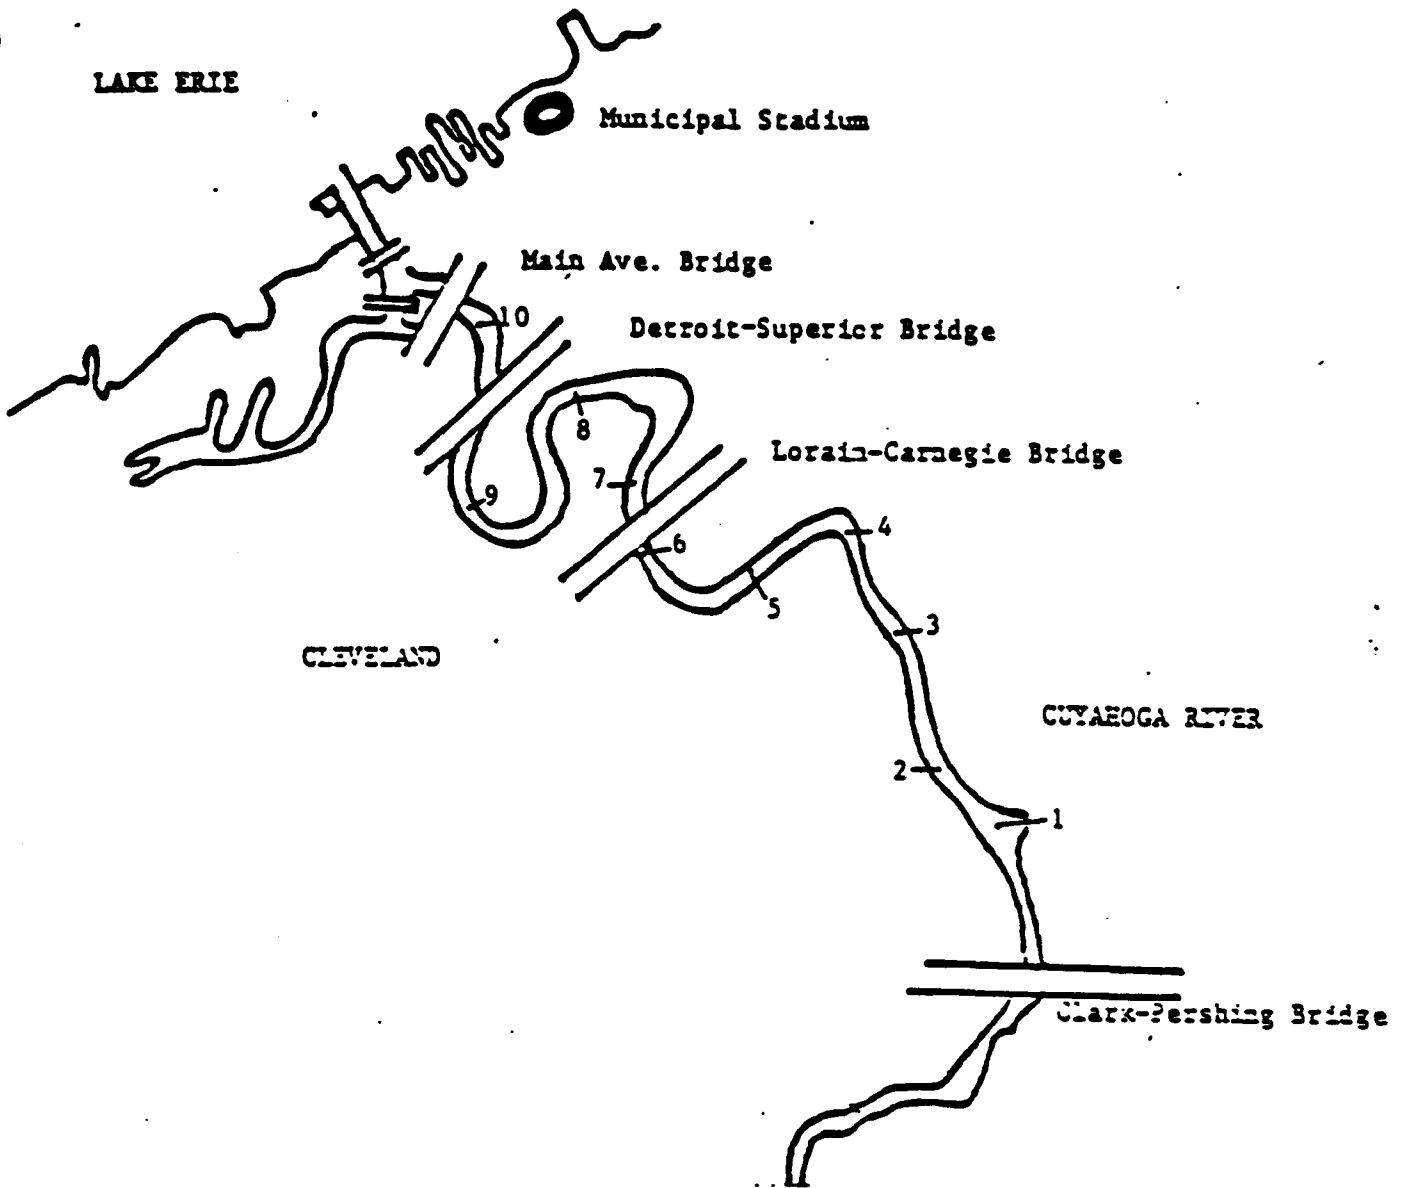 LAKE ERIE
Municipal Stadium
Main Ave. Bridge
10
Detroit-Superior Bridge
8
Lorain-Carnegie Bridge
7
9
4
6
5
3
CLEVELAND
CUYAHOGA RIVER
2
1
Clark-Pershing Bridge